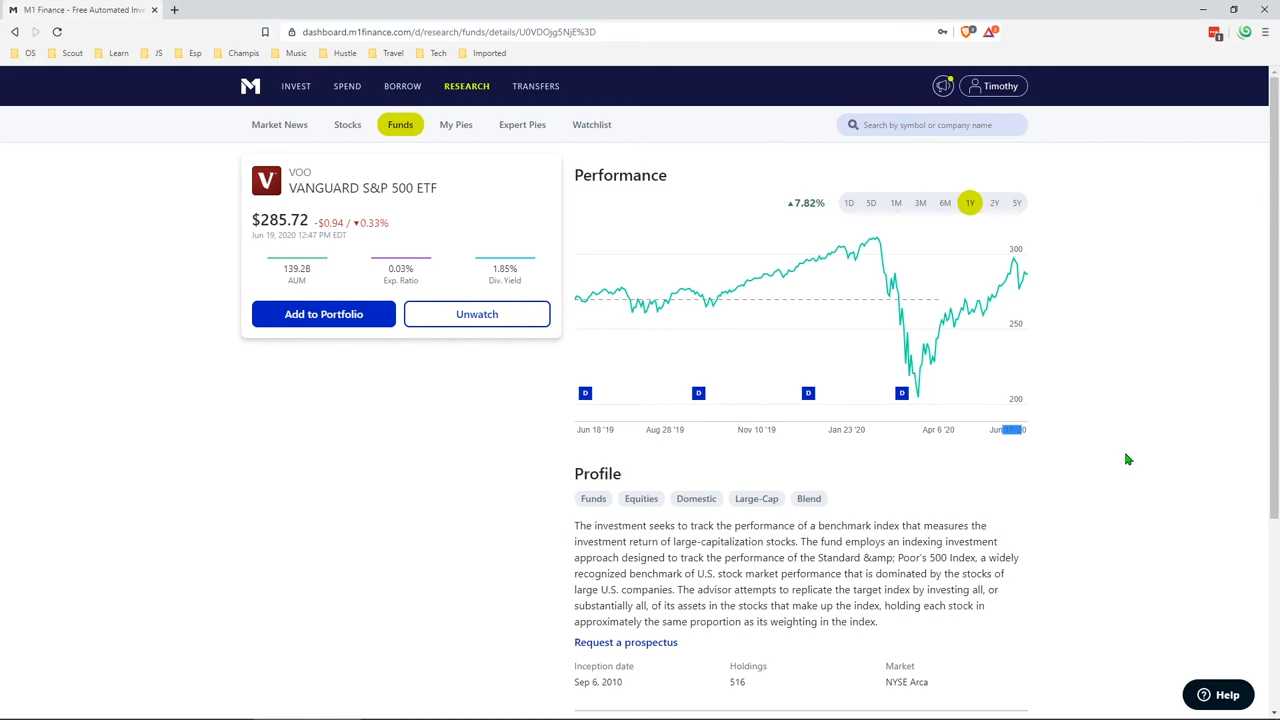 M1 Finance - Free Automated Inve
dashboard.m1finance.com/d/research/funds/details/U0VDOjg5NjE%3D
OS Scout Learn JS Esp Champis Music Hustle Travel Tech Imported
INVEST SPEND BORROW RESEARCH TRANSFERS Timothy
Market News Stocks Funds My Pies Expert Pies Watchlist Search by symbol or company name
V
VOO
VANGUARD S&P 500 ETF
$285.72 -$0.94 / ▼0.33%
Jun 19, 2020 12:47 PM EDT
139.2B 0.03% 1.85%
AUM Exp. Ratio Div. Yield
Add to Portfolio Unwatch
Performance
▲7.82% 1D 5D 1M 3M 6M 1Y 2Y 5Y
300
250
200
D D D D
Jun 18 '19 Aug 28 '19 Nov 10 '19 Jan 23 '20 Apr 6 '20 Jun
Profile
Funds Equities Domestic Large-Cap Blend
The investment seeks to track the performance of a benchmark index that measures the
investment return of large-capitalization stocks. The fund employs an indexing investment
approach designed to track the performance of the Standard &amp; Poor's 500 Index, a widely
recognized benchmark of U.S. stock market performance that is dominated by the stocks of
large U.S. companies. The advisor attempts to replicate the target index by investing all, or
substantially all, of its assets in the stocks that make up the index, holding each stock in
approximately the same proportion as its weighting in the index.
Request a prospectus
Inception date Holdings Market
Sep 6, 2010 516 NYSE Arca
Help